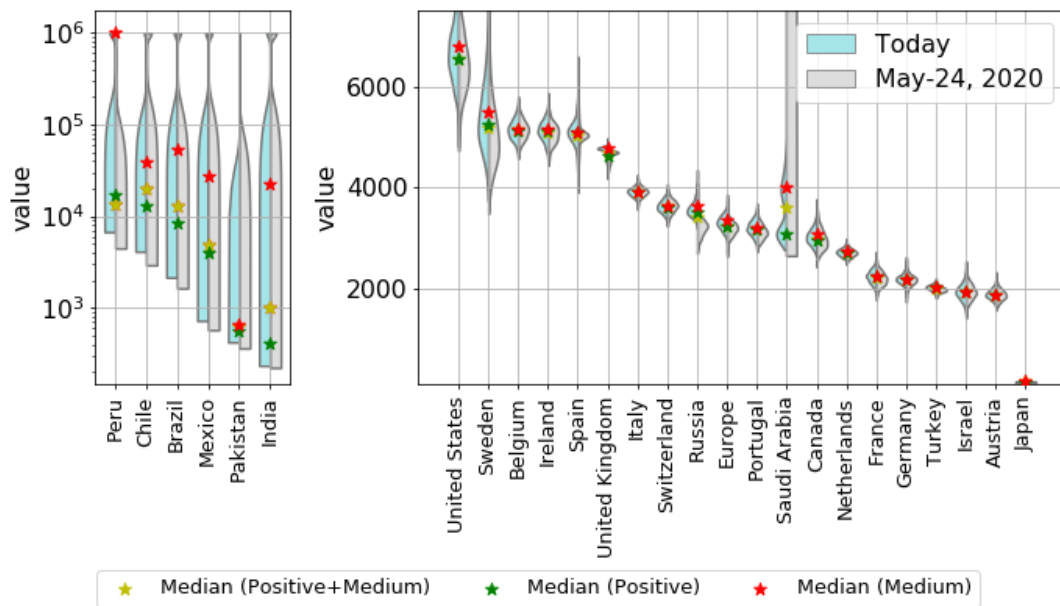 10⁶
10⁵
10⁴
10³
value
Peru
Chile
Brazil
Mexico
Pakistan
India
6000
4000
2000
value
Today
May-24, 2020
United States
Sweden
Belgium
Ireland
Spain
United Kingdom
Italy
Switzerland
Russia
Europe
Portugal
Saudi Arabia
Canada
Netherlands
France
Germany
Turkey
Israel
Austria
Japan
Median (Positive+Medium)
Median (Positive)
Median (Medium)